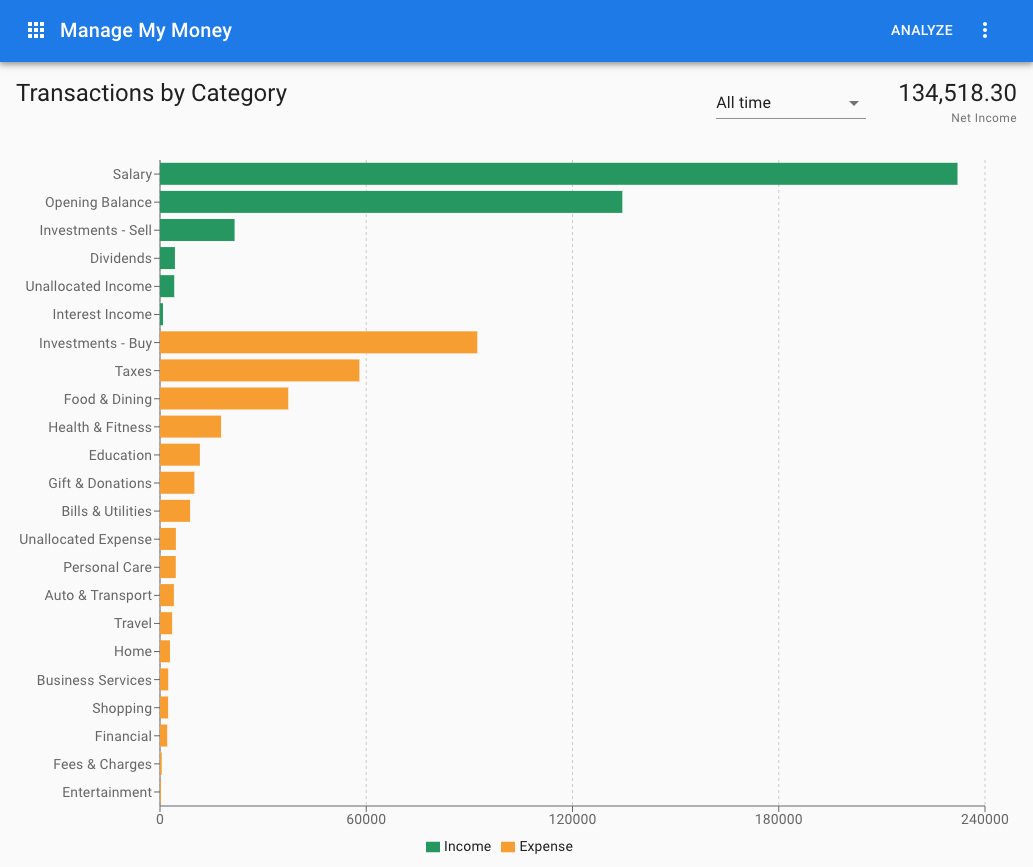 Manage My Money
ANALYZE
Transactions by Category
All time
134,518.30
Net Income
Salary
Opening Balance
Investments - Sell
Dividends
Unallocated Income
Interest Income
Investments - Buy
Taxes
Food & Dining
Health & Fitness
Education
Gift & Donations
Bills & Utilities
Unallocated Expense
Personal Care
Auto & Transport
Travel
Home
Business Services
Shopping
Financial
Fees & Charges
Entertainment
0 60000 120000 180000 240000
Income Expense